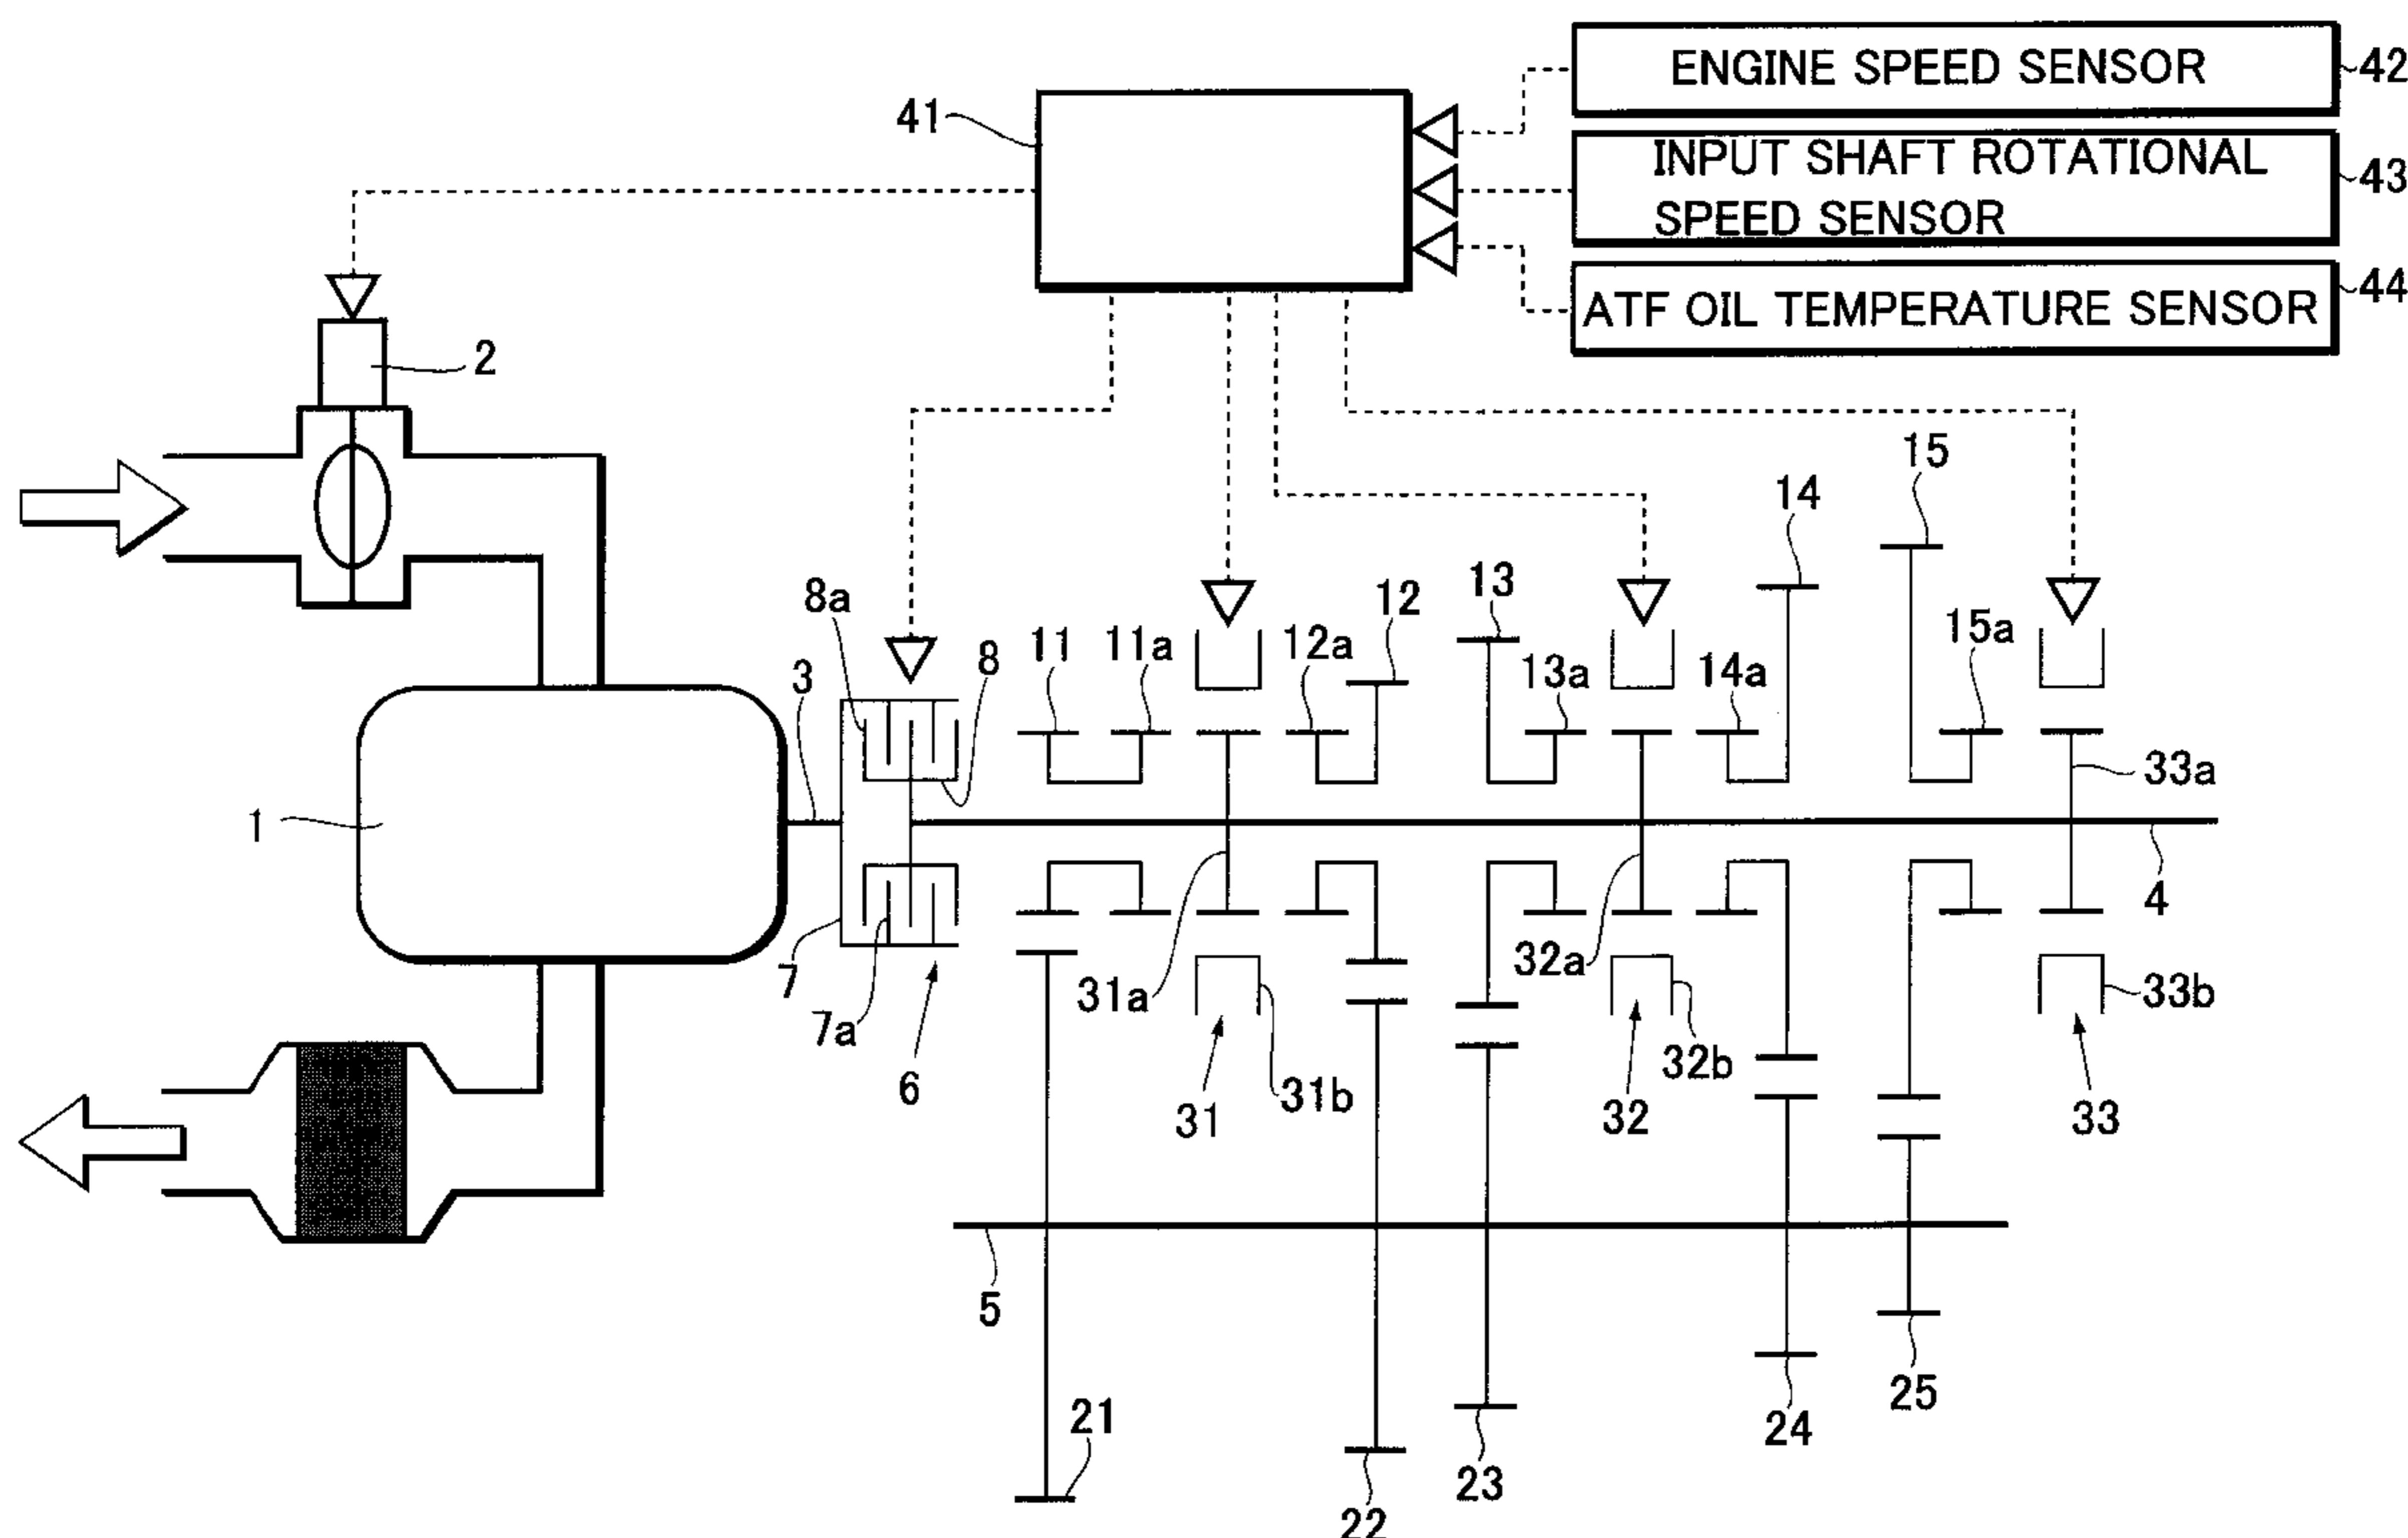 ENGINE SPEED SENSOR
42
41
INPUT SHAFT ROTATIONAL
SPEED SENSOR
43
ATF OIL TEMPERATURE SENSOR
44
2
15
14
8a
13
12
11
11a
12a
15a
8
3
13a
14a
33a
1
4
7
31a
32a
33b
7a
6
31
31b
32
32b
33
5
25
21
24
23
22